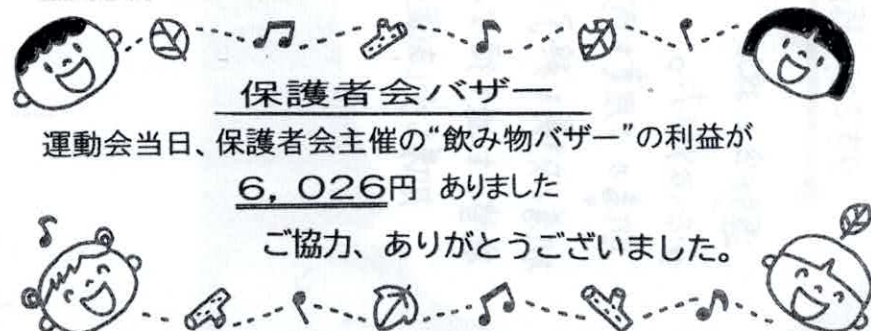 保護者会バザー
運動会当日、保護者会主催の“飲み物バザー”の利益が
6，026円 ありました
ご協力、ありがとうございました。